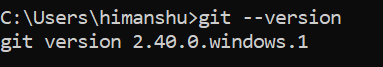 C:\Users\himanshu>git --version
git version 2.40.0.windows.1